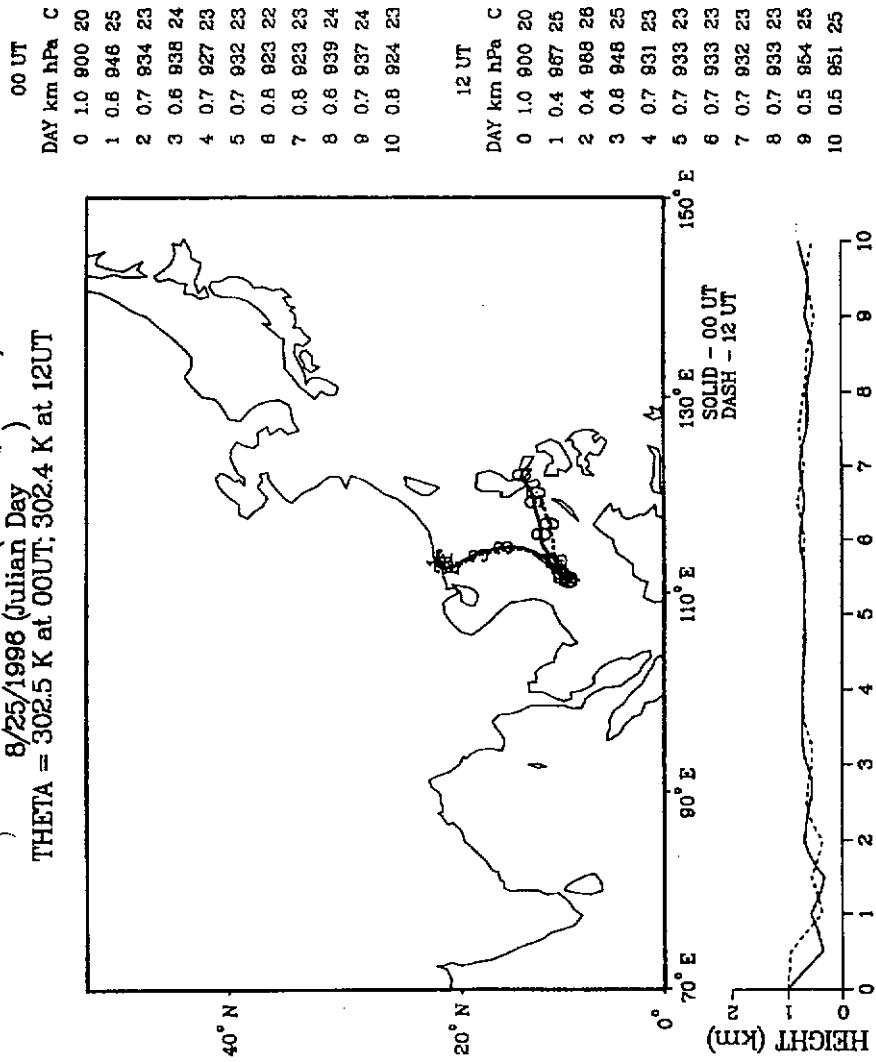 8/25/1998 (Julian Day )
THETA = 302.5 K at 00UT; 302.4 K at 12UT
00 UT
DAY km hPa C
0 1.0 900 20
1 0.6 946 25
2 0.7 934 23
3 0.6 938 24
4 0.7 927 23
5 0.7 932 23
6 0.8 923 22
7 0.8 923 23
8 0.6 939 24
9 0.7 937 24
10 0.8 924 23
12 UT
DAY km hPa C
0 1.0 900 20
1 0.4 967 25
2 0.4 968 26
3 0.6 948 25
4 0.7 931 23
5 0.7 933 23
6 0.7 933 23
7 0.7 932 23
8 0.7 933 23
9 0.5 954 25
10 0.5 951 25
40° N
20° N
0°
70° E
90° E
110° E
130° E
150° E
SOLID - 00 UT
DASH - 12 UT
HEIGHT (km)
2
1
0
0 1 2 3 4 5 6 7 8 9 10